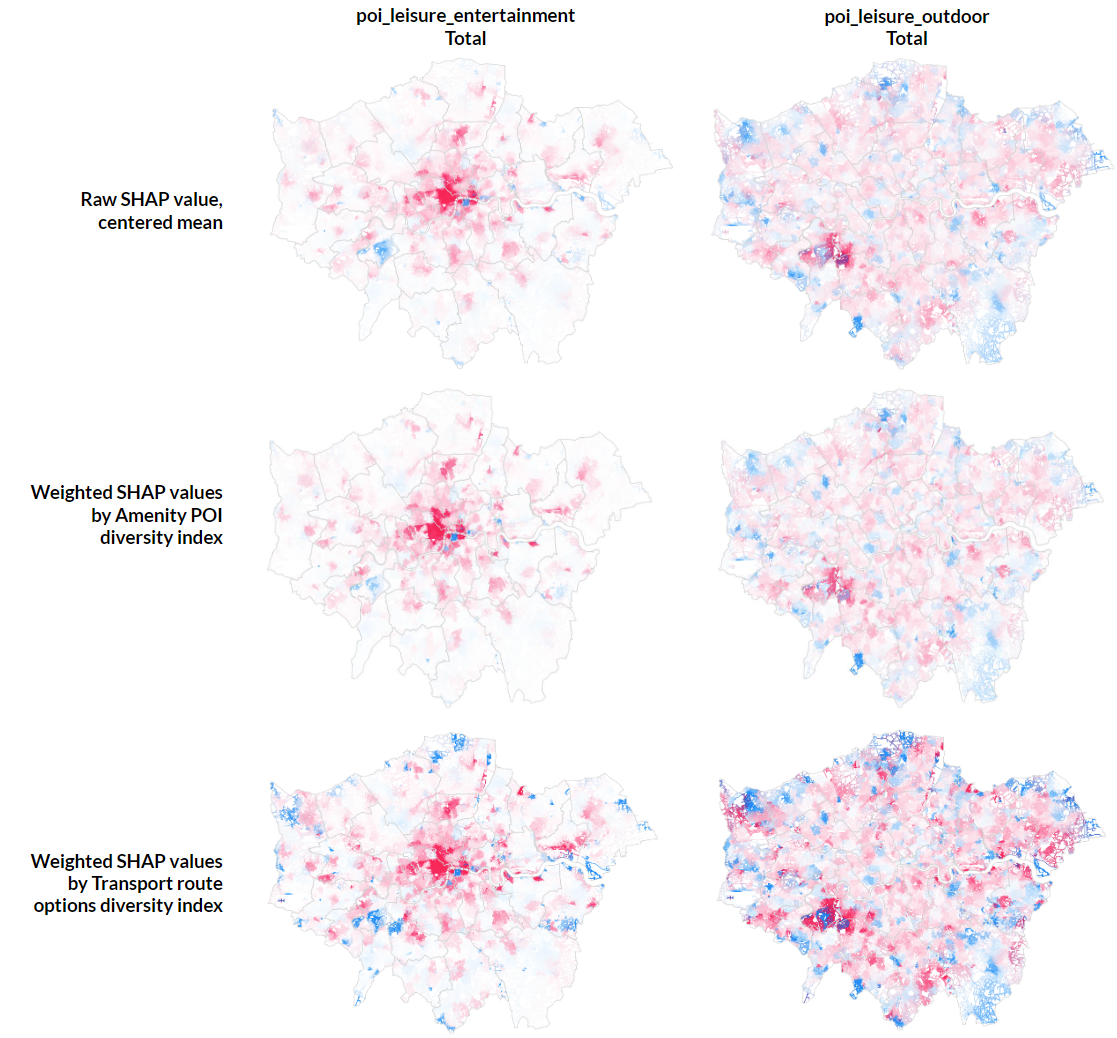 poi_leisure_entertainment
Total
poi_leisure_outdoor
Total
Raw SHAP value,
centered mean
Weighted SHAP values
by Amenity POI
diversity index
Weighted SHAP values
by Transport route
options diversity index